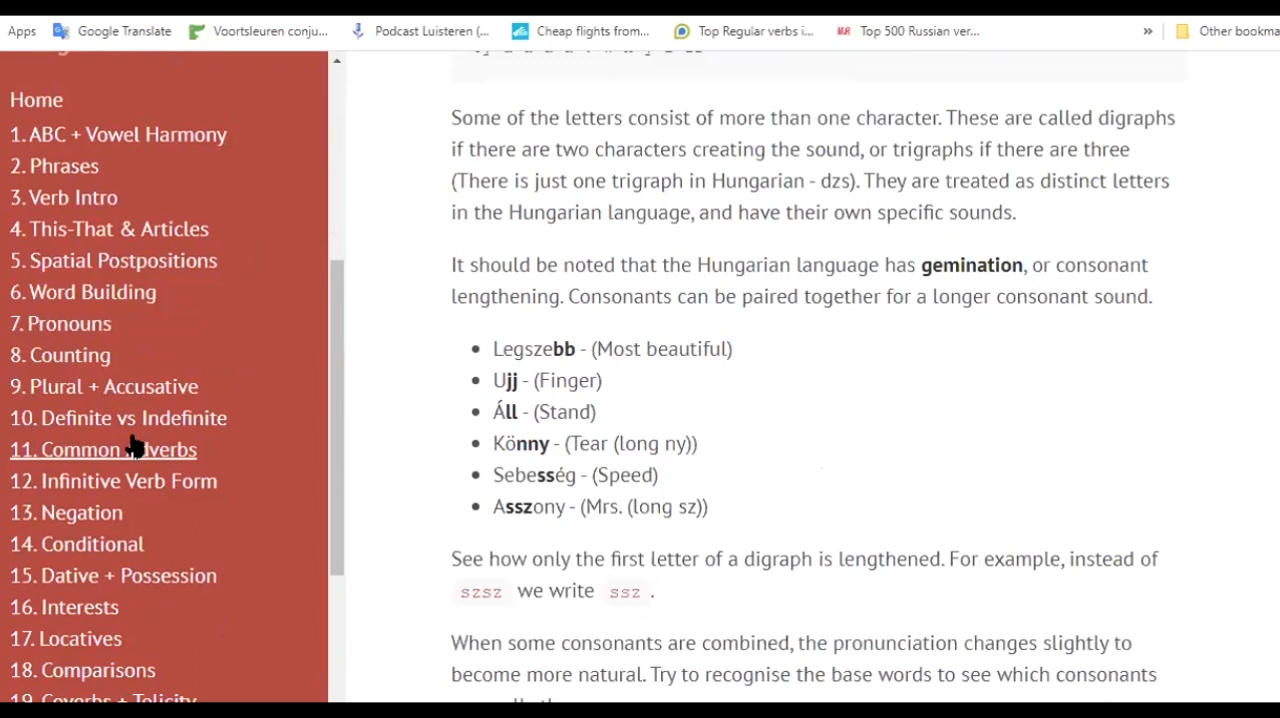 Apps Google Translate Voortsleuren conju... Podcast Luisteren (... Cheap flights from... Top Regular verbs i... MR Top 500 Russian ver... » Other bookma
Home
1. ABC + Vowel Harmony
2. Phrases
3. Verb Intro
4. This-That & Articles
5. Spatial Postpositions
6. Word Building
7. Pronouns
8. Counting
9. Plural + Accusative
10. Definite vs Indefinite
11. Common
12. Infinitive Verb Form
13. Negation
14. Conditional
15. Dative + Possession
16. Interests
17. Locatives
18. Comparisons
19. Coverbs + Telicity
Some of the letters consist of more than one character. These are called digraphs
if there are two characters creating the sound, or trigraphs if there are three
(There is just one trigraph in Hungarian - dzs). They are treated as distinct letters
in the Hungarian language, and have their own specific sounds.
It should be noted that the Hungarian language has gemination, or consonant
lengthening. Consonants can be paired together for a longer consonant sound.
Legszebb - (Most beautiful)
Ujj - (Finger)
Áll - (Stand)
Könny - (Tear (long ny))
Sebesség - (Speed)
Asszony - (Mrs. (long sz))
See how only the first letter of a digraph is lengthened. For example, instead of
szsz we write ssz .
When some consonants are combined, the pronunciation changes slightly to
become more natural. Try to recognise the base words to see which consonants